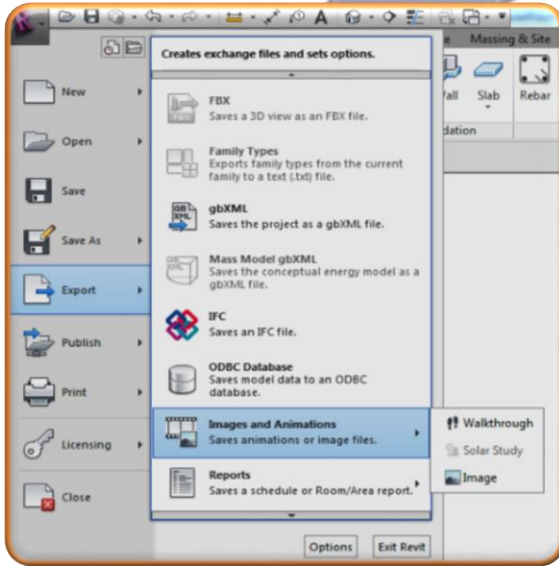 e Massing & Site
Creates exchange files and sets options.
New
Open
Save
Save As
Export
Publish
Print
Licensing
Close
FBX
Saves a 3D view as an FBX file.
Family Types
Exports family types from the current
family to a text (.txt) file.
gbXML
Saves the project as a gbXML file.
Mass Model gbXML
Saves the conceptual energy model as a
gbXML file.
IFC
Saves an IFC file.
ODBC Database
Saves model data to an ODBC
database.
Images and Animations
Saves animations or image files.
Reports
Saves a schedule or Room/Area report.
Walkthrough
Solar Study
Image
Wall Slab Rebar
dation
Options Exit Revit